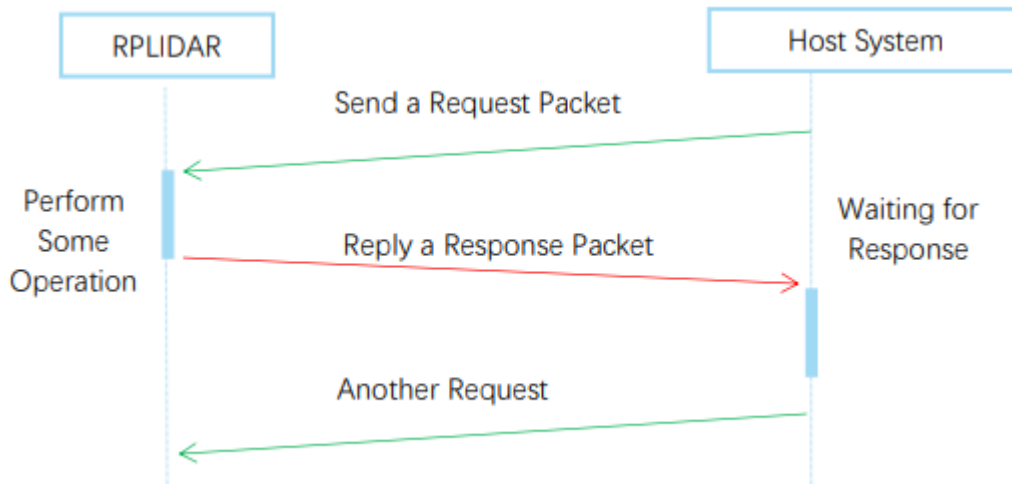 RPLIDAR
Host System
Send a Request Packet
Perform
Some
Operation
Waiting for
Response
Reply a Response Packet
Another Request